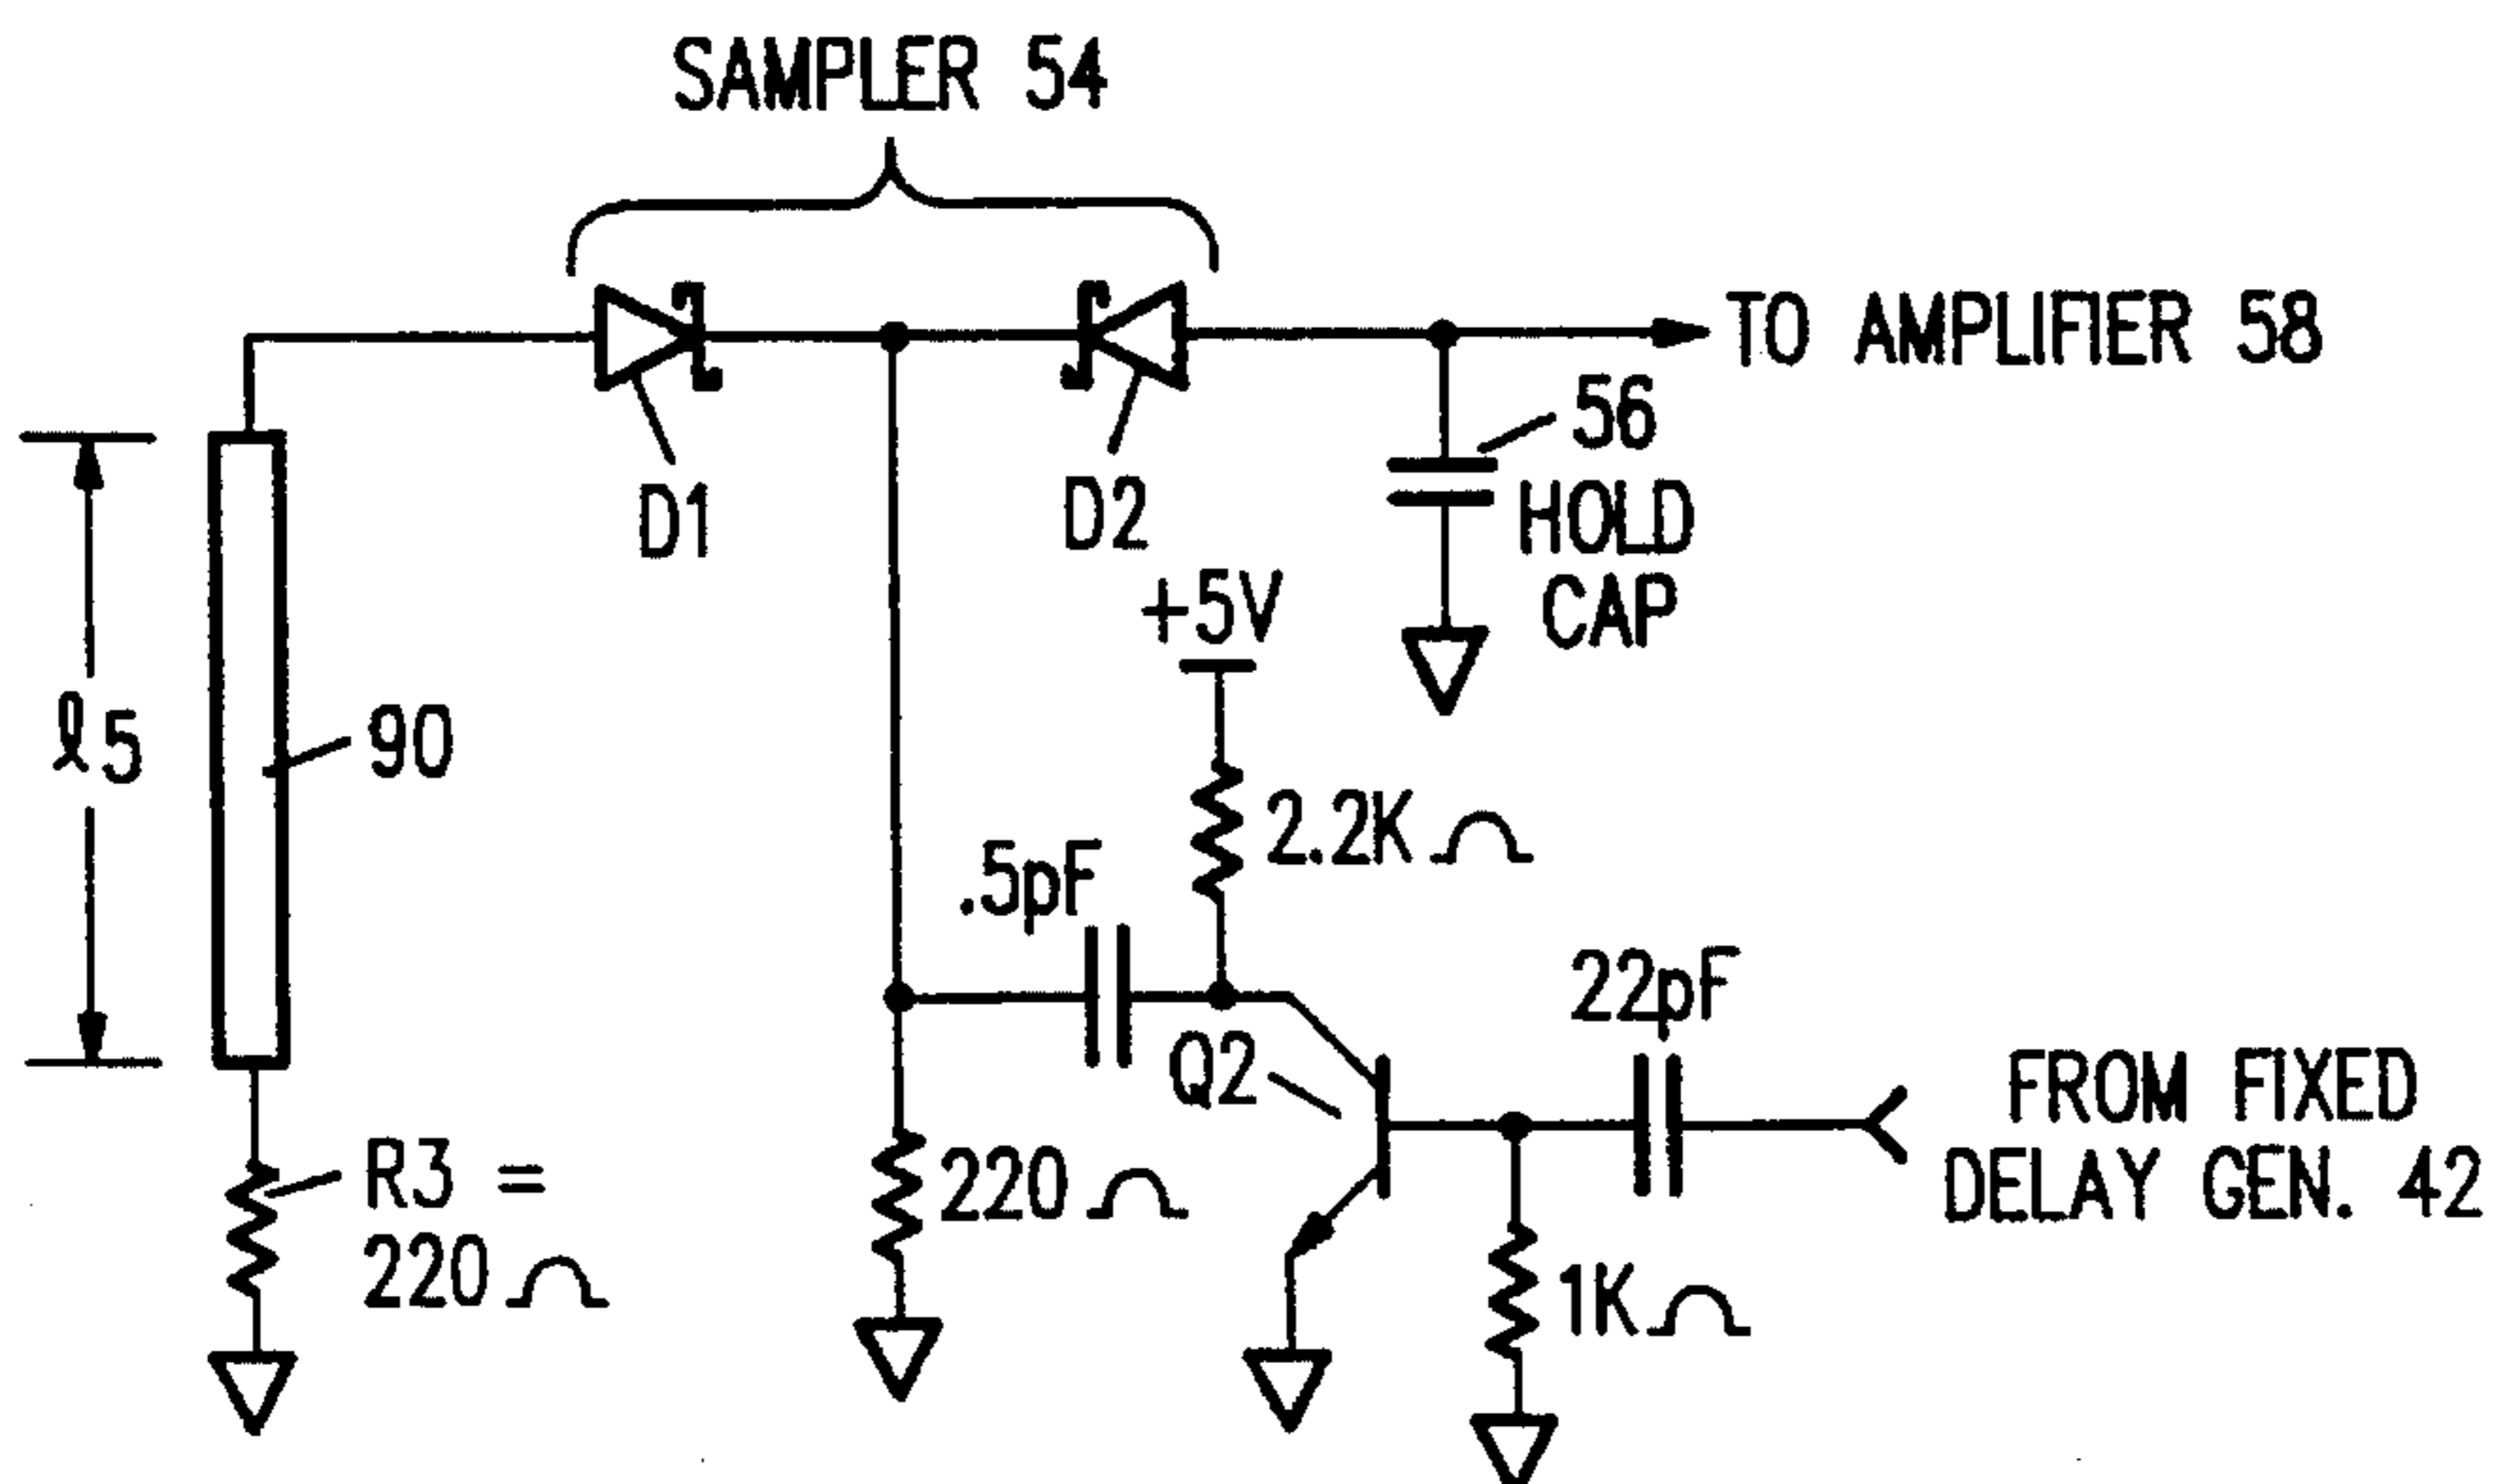 SAMPLER 54
TO AMPLIFIER 58
56
HOLD
CAP
D1
D2
+5V
ℓ5
90
2.2K Ω
.5pF
22pF
Q2
FROM FIXED
DELAY GEN. 42
R3 =
220 Ω
220 Ω
1K Ω